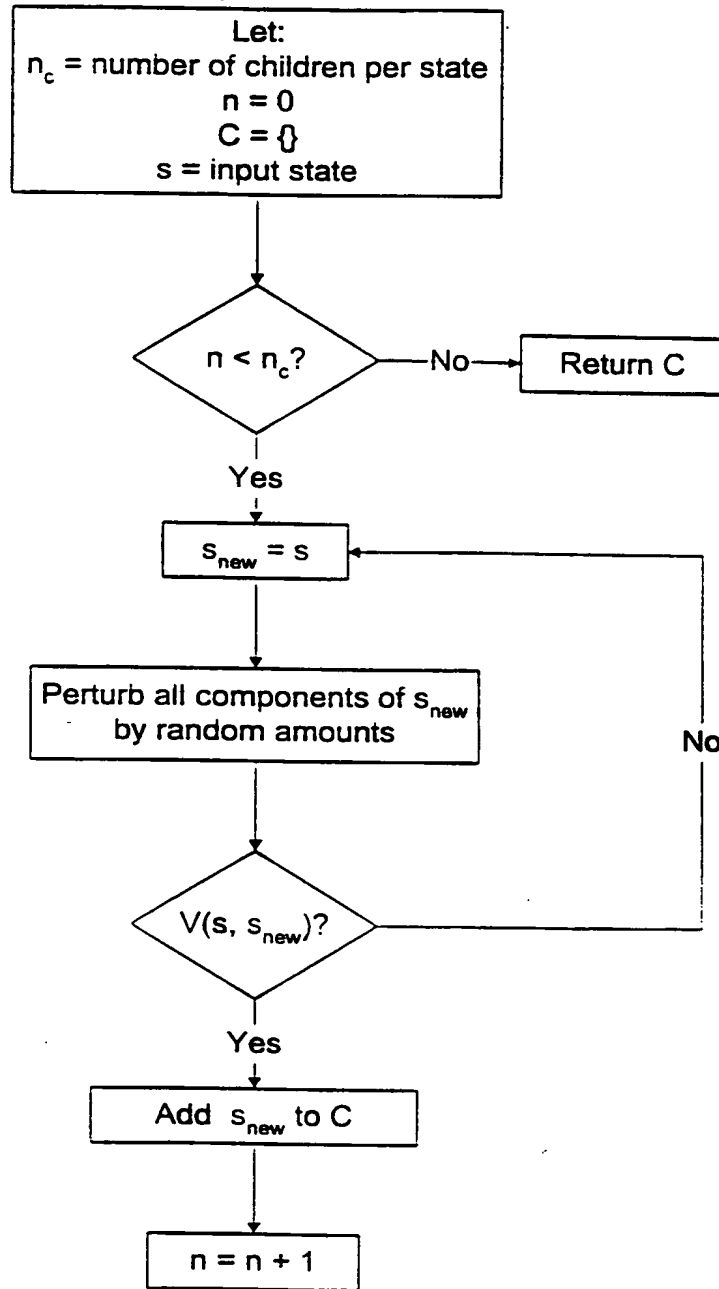 Let:
n_c = number of children per state
n = 0
C = {}
s = input state
n < n_c?
No
Return C
Yes
s_new = s
Perturb all components of s_new
by random amounts
No
V(s, s_new)?
Yes
Add s_new to C
n = n + 1